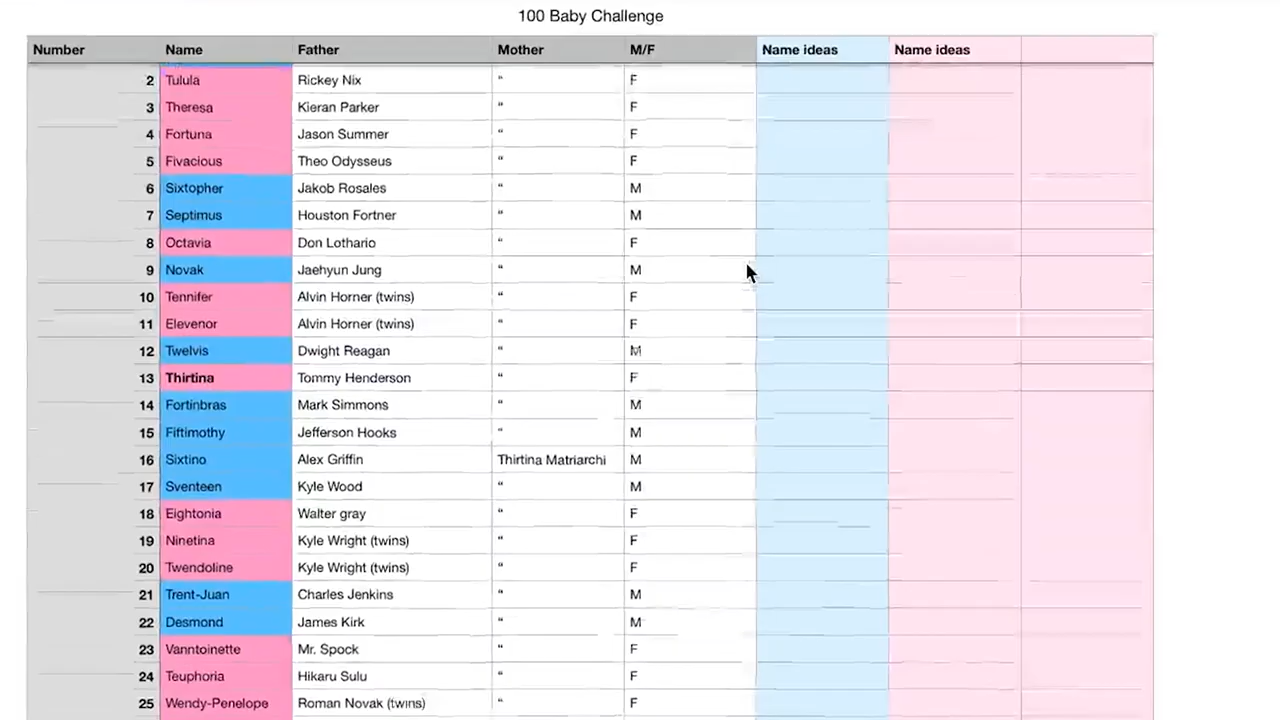 100 Baby Challenge
Number Name Father Mother M/F Name ideas Name ideas
2 Tulula Rickey Nix “ F
3 Theresa Kieran Parker “ F
4 Fortuna Jason Summer “ F
5 Fivacious Theo Odysseus “ F
6 Sixtopher Jakob Rosales “ M
7 Septimus Houston Fortner “ M
8 Octavia Don Lothario “ F
9 Novak Jaehyun Jung “ M
10 Tennifer Alvin Horner (twins) “ F
11 Elevenor Alvin Horner (twins) “ F
12 Twelvis Dwight Reagan “ M
13 Thirtina Tommy Henderson “ F
14 Fortinbras Mark Simmons “ M
15 Fiftimothy Jefferson Hooks “ M
16 Sixtino Alex Griffin Thirtina Matriarchi M
17 Sventeen Kyle Wood “ M
18 Eightonia Walter gray “ F
19 Ninetina Kyle Wright (twins) “ F
20 Twendoline Kyle Wright (twins) “ F
21 Trent-Juan Charles Jenkins “ M
22 Desmond James Kirk “ M
23 Vanntoinette Mr. Spock “ F
24 Teuphoria Hikaru Sulu “ F
25 Wendy-Penelope Roman Novak (twins) “ F